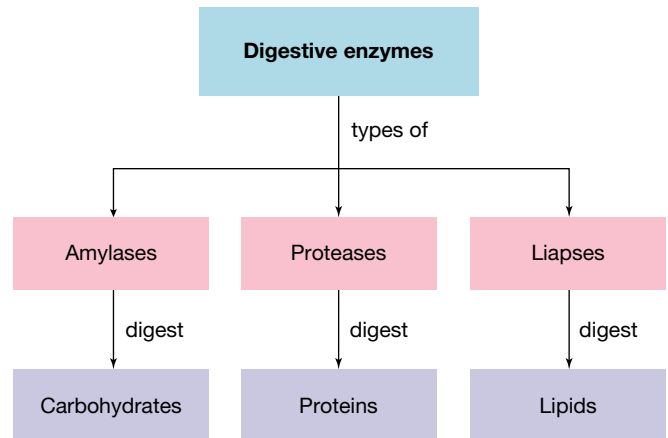 Digestive enzymes
types of
Amylases
Proteases
Liapses
digest
digest
digest
Carbohydrates
Proteins
Lipids